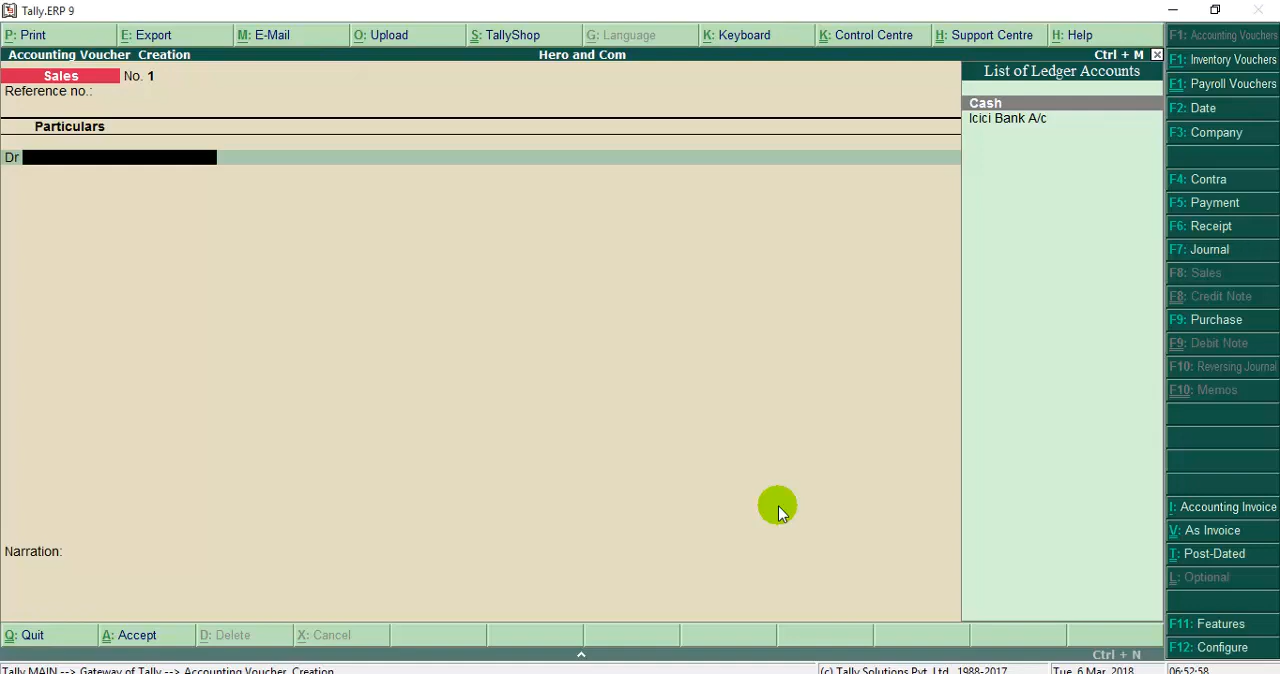 Tally.ERP 9
P: Print E: Export M: E-Mail O: Upload S: TallyShop G: Language K: Keyboard K: Control Centre H: Support Centre H: Help
Accounting Voucher Creation Hero and Com Ctrl + M
Sales No. 1
Reference no.:
Particulars
Dr
Narration:
List of Ledger Accounts
Cash
Icici Bank A/c
F1: Accounting Vouchers
F1: Inventory Vouchers
F1: Payroll Vouchers
F2: Date
F3: Company
F4: Contra
F5: Payment
F6: Receipt
F7: Journal
F8: Sales
F8: Credit Note
F9: Purchase
F9: Debit Note
F10: Reversing Journal
F10: Memos
I: Accounting Invoice
V: As Invoice
T: Post-Dated
L: Optional
F11: Features
F12: Configure
Q: Quit A: Accept D: Delete X: Cancel
Ctrl + N
Tally MAIN --> Gateway of Tally --> Accounting Voucher Creation (c) Tally Solutions Pvt. Ltd., 1988-2017 Tue, 6 Mar, 2018 06:52:58